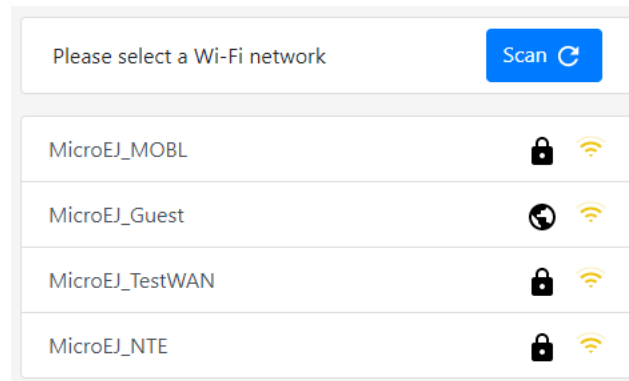 Please select a Wi-Fi network
Scan
MicroEJ_MOBL
MicroEJ_Guest
MicroEJ_TestWAN
MicroEJ_NTE